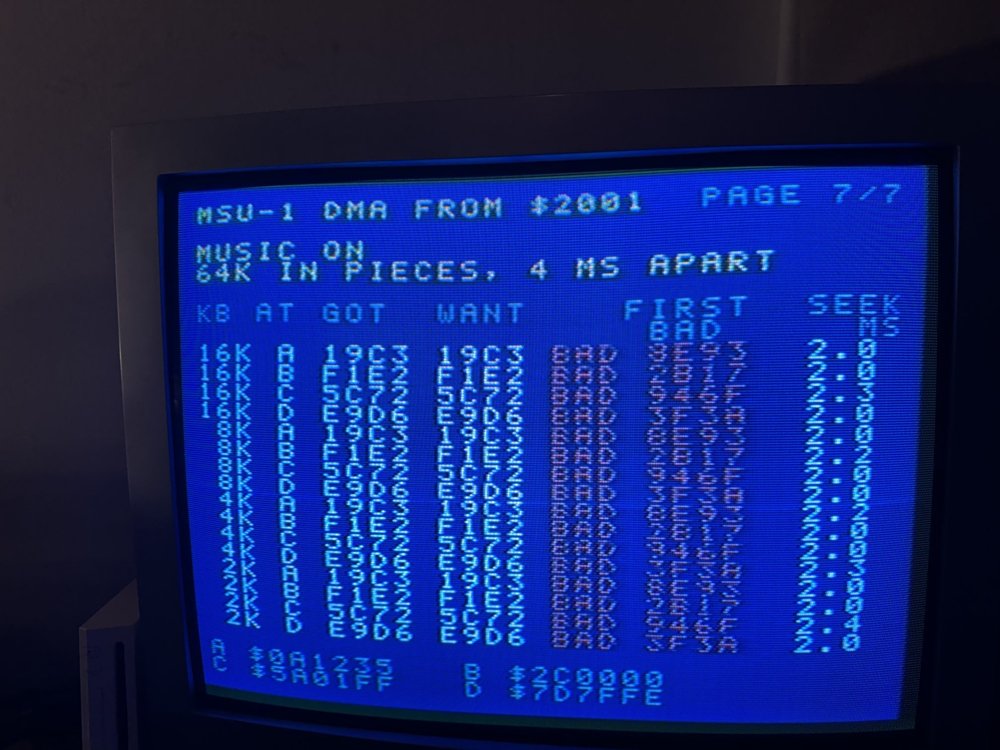 MSU-1 DMA FROM $2001 PAGE 7/7
MUSIC ON
64K IN PIECES, 4 MS APART
KB AT GOT WANT FIRST SEEK
BAD MS
16K A 19C3 19C3 BAD 8E93 2.0
16K B F1E2 F1E2 BAD 2B17 2.0
16K C 5C72 5C72 BAD 946F 2.3
16K D E9D6 E9D6 BAD 3F3A 2.0
8K A 19C3 19C3 BAD 8E93 2.0
8K B F1E2 F1E2 BAD 2B17 2.2
8K C 5C72 5C72 BAD 946F 2.0
8K D E9D6 E9D6 BAD 3F3A 2.0
4K A 19C3 19C3 BAD 8E93 2.2
4K B F1E2 F1E2 BAD 2B17 2.0
4K C 5C72 5C72 BAD 946F 2.0
4K D E9D6 E9D6 BAD 3F3A 2.3
2K A 19C3 19C3 BAD 8E93 2.0
2K B F1E2 F1E2 BAD 2B17 2.0
2K C 5C72 5C72 BAD 946F 2.4
2K D E9D6 E9D6 BAD 3F3A 2.0
A $0A1235 B $2C0000
C $5A01FF D $7D7FFE